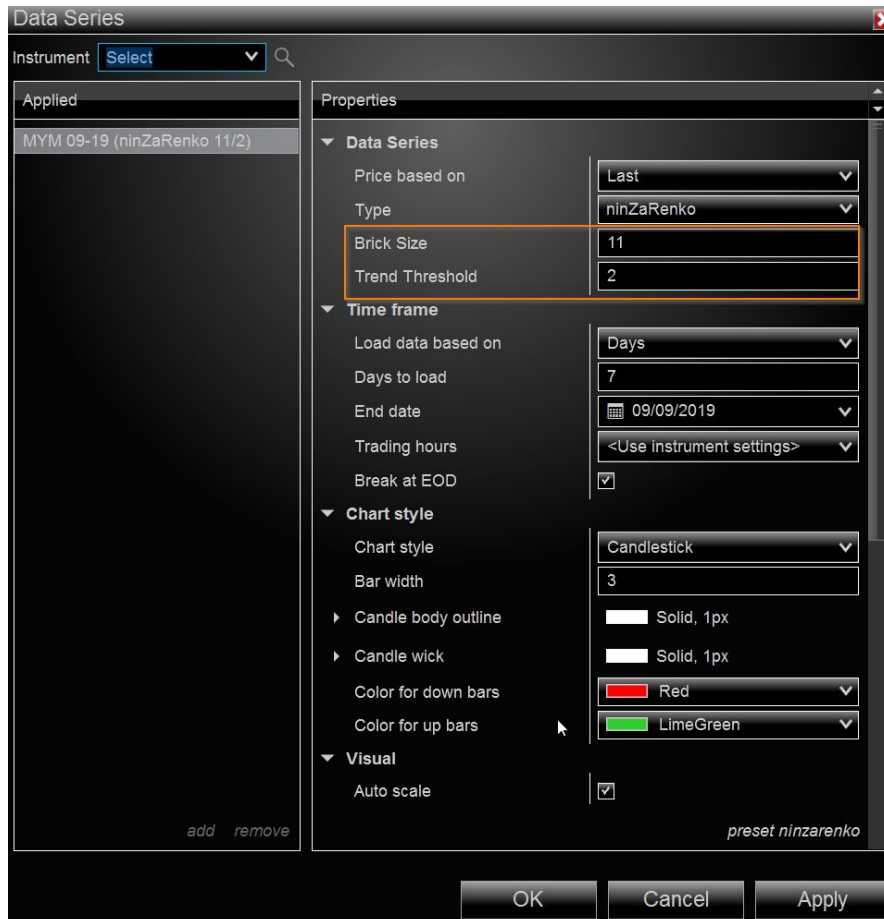 Data Series
Instrument Select
Applied
MYM 09-19 (ninZaRenko 11/2)
add remove
Properties
Data Series
Price based on Last
Type ninZaRenko
Brick Size 11
Trend Threshold 2
Time frame
Load data based on Days
Days to load 7
End date 09/09/2019
Trading hours <Use instrument settings>
Break at EOD
Chart style
Chart style Candlestick
Bar width 3
Candle body outline Solid, 1px
Candle wick Solid, 1px
Color for down bars Red
Color for up bars LimeGreen
Visual
Auto scale
preset ninzarenko
OK Cancel Apply